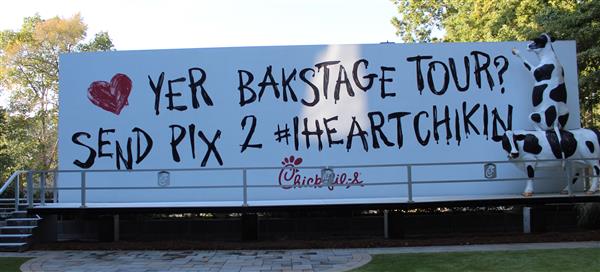 YER BAKSTAGE TOUR?
SEND PIX 2 #IHEARTCHIKIN
Chick-fil-A